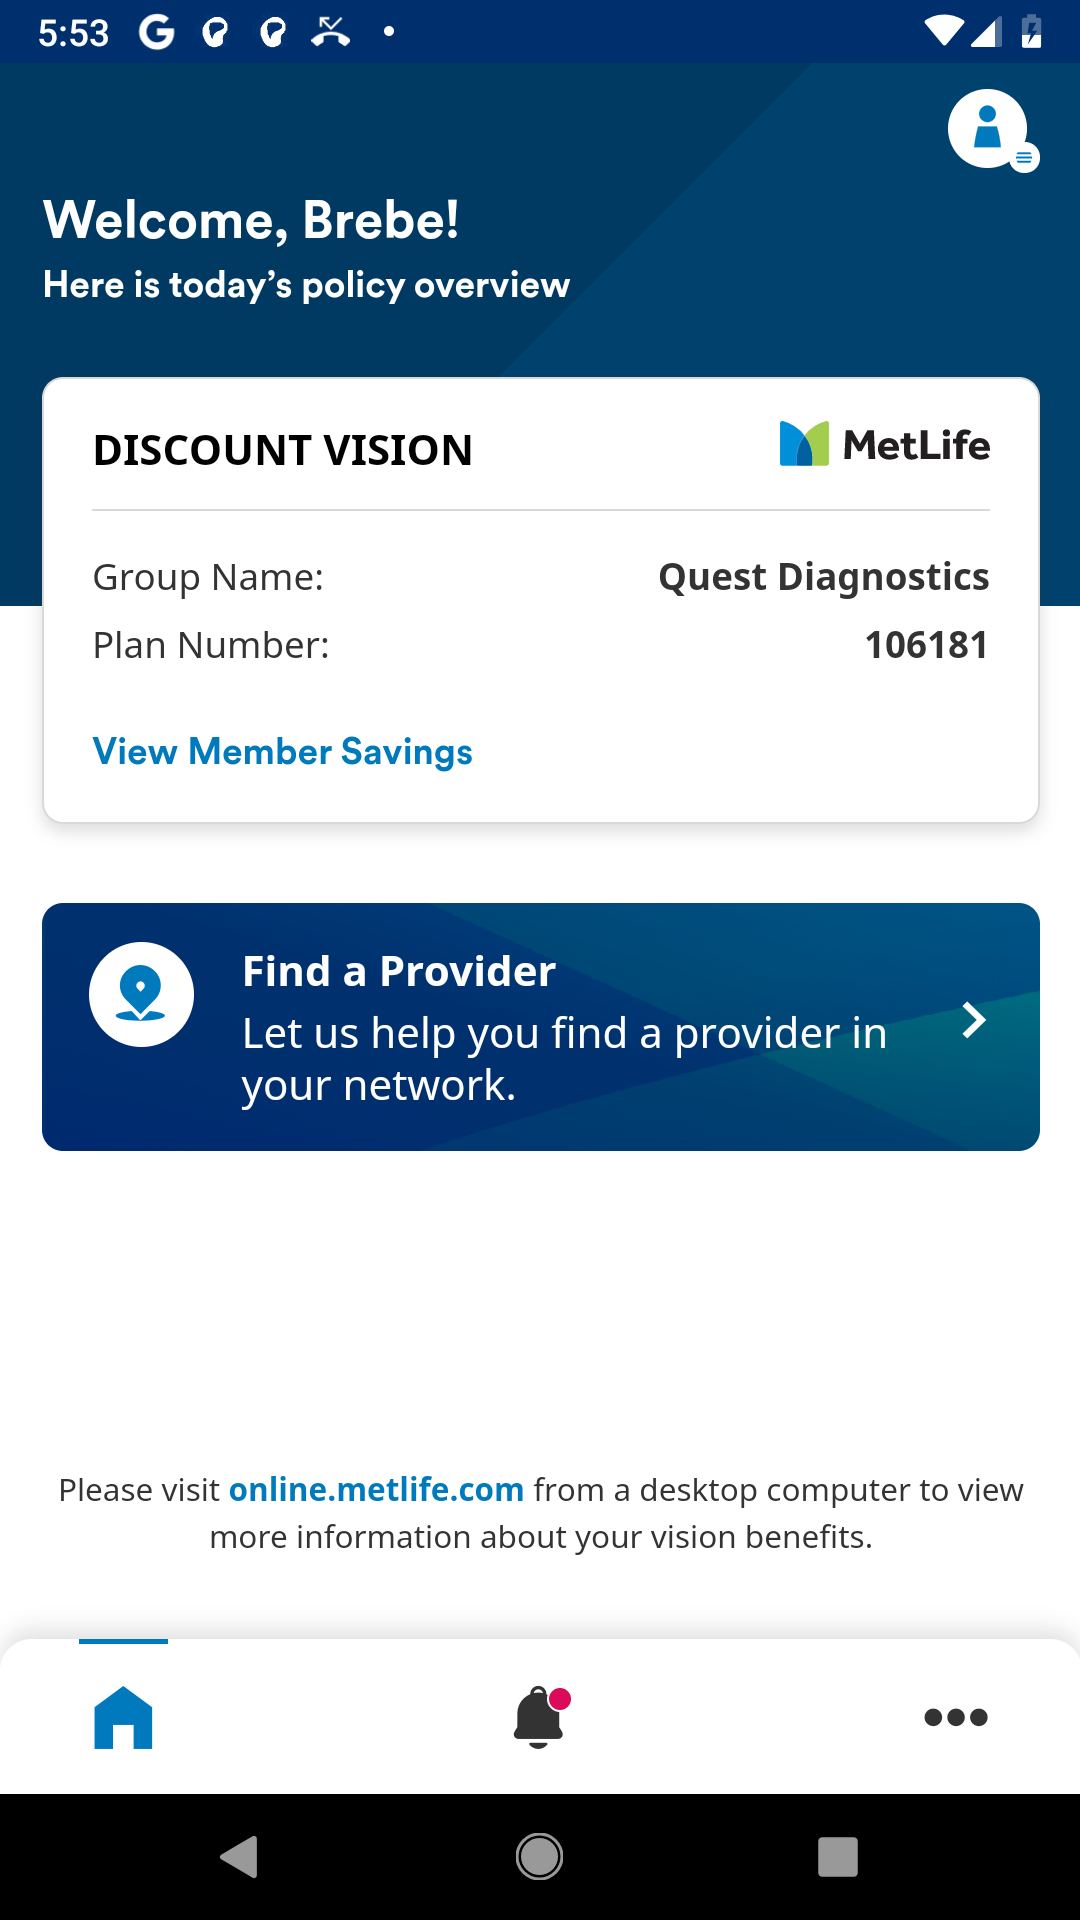 5:53
Welcome, Brebe!
Here is today's policy overview
DISCOUNT VISION
MetLife
Group Name: Quest Diagnostics
Plan Number: 106181
View Member Savings
Find a Provider
Let us help you find a provider in
your network.
Please visit online.metlife.com from a desktop computer to view
more information about your vision benefits.